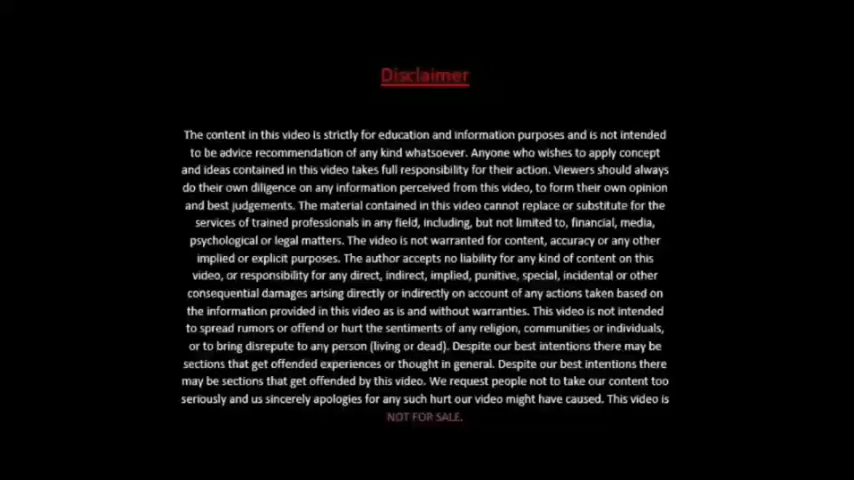 Disclaimer
The content in this video is strictly for education and information purposes and is not intended
to be advice recommendation of any kind whatsoever. Anyone who wishes to apply concept
and ideas contained in this video takes full responsibility for their action. Viewers should always
do their own diligence on any information perceived from this video, to form their own opinion
and best judgements. The material contained in this video cannot replace or substitute for the
services of trained professionals in any field, including, but not limited to, financial, media,
psychological or legal matters. The video is not warranted for content, accuracy or any other
implied or explicit purposes. The author accepts no liability for any kind of content on this
video, or responsibility for any direct, indirect, implied, punitive, special, incidental or other
consequential damages arising directly or indirectly on account of any actions taken based on
the information provided in this video as is and without warranties. This video is not intended
to spread rumors or offend or hurt the sentiments of any religion, communities or individuals,
or to bring disrepute to any person (living or dead). Despite our best intentions there may be
sections that get offended experiences or thought in general. Despite our best intentions there
may be sections that get offended by this video. We request people not to take our content too
seriously and us sincerely apologies for any such hurt our video might have caused. This video is
NOT FOR SALE.